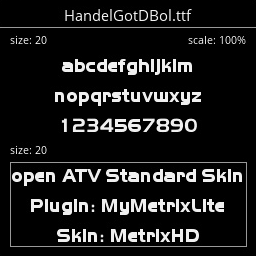 HandelGotDBol.ttf
size: 20 scale: 100%
abcdefghijklm
nopqrstuvwxyz
1234567890
size: 20
open ATV Standard Skin
Plugin: MyMetrixLite
Skin: MetrixHD